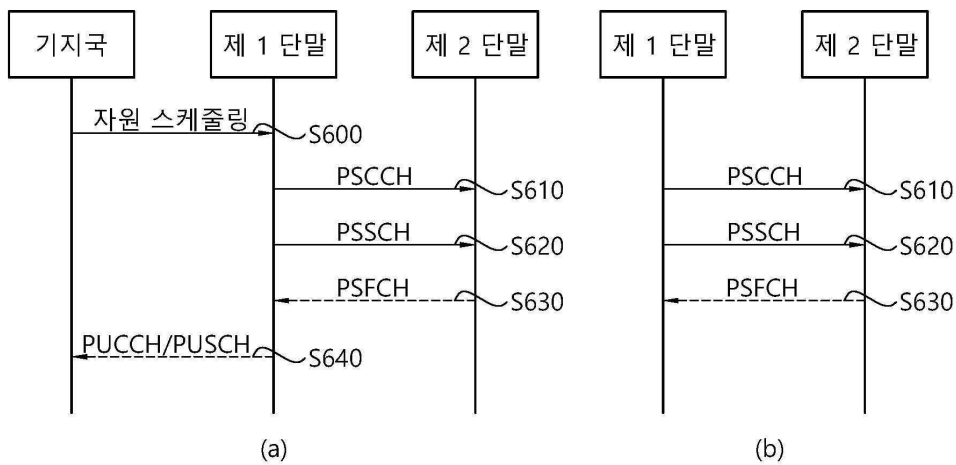 기지국
제 1 단말
제 2 단말
제 1 단말
제 2 단말
자원 스케줄링
S600
PSCCH
S610
PSCCH
S610
PSSCH
S620
PSSCH
S620
PSFCH
S630
PSFCH
S630
PUCCH/PUSCH
S640
(a)
(b)